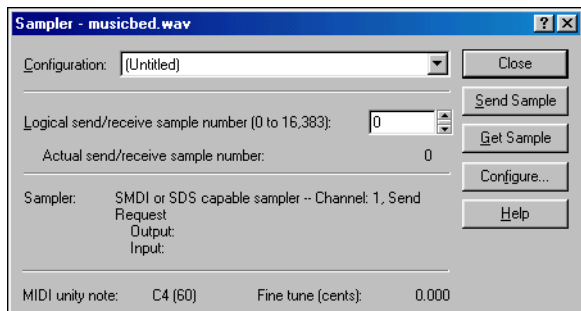 Sampler - musicbed.wav
Configuration: (Untitled)
Close
Send Sample
Logical send/receive sample number (0 to 16,383): 0
Get Sample
Actual send/receive sample number: 0
Configure...
Sampler: SMDI or SDS capable sampler -- Channel: 1, Send
Request
Output:
Input:
Help
MIDI unity note: C4 (60) Fine tune (cents): 0.000